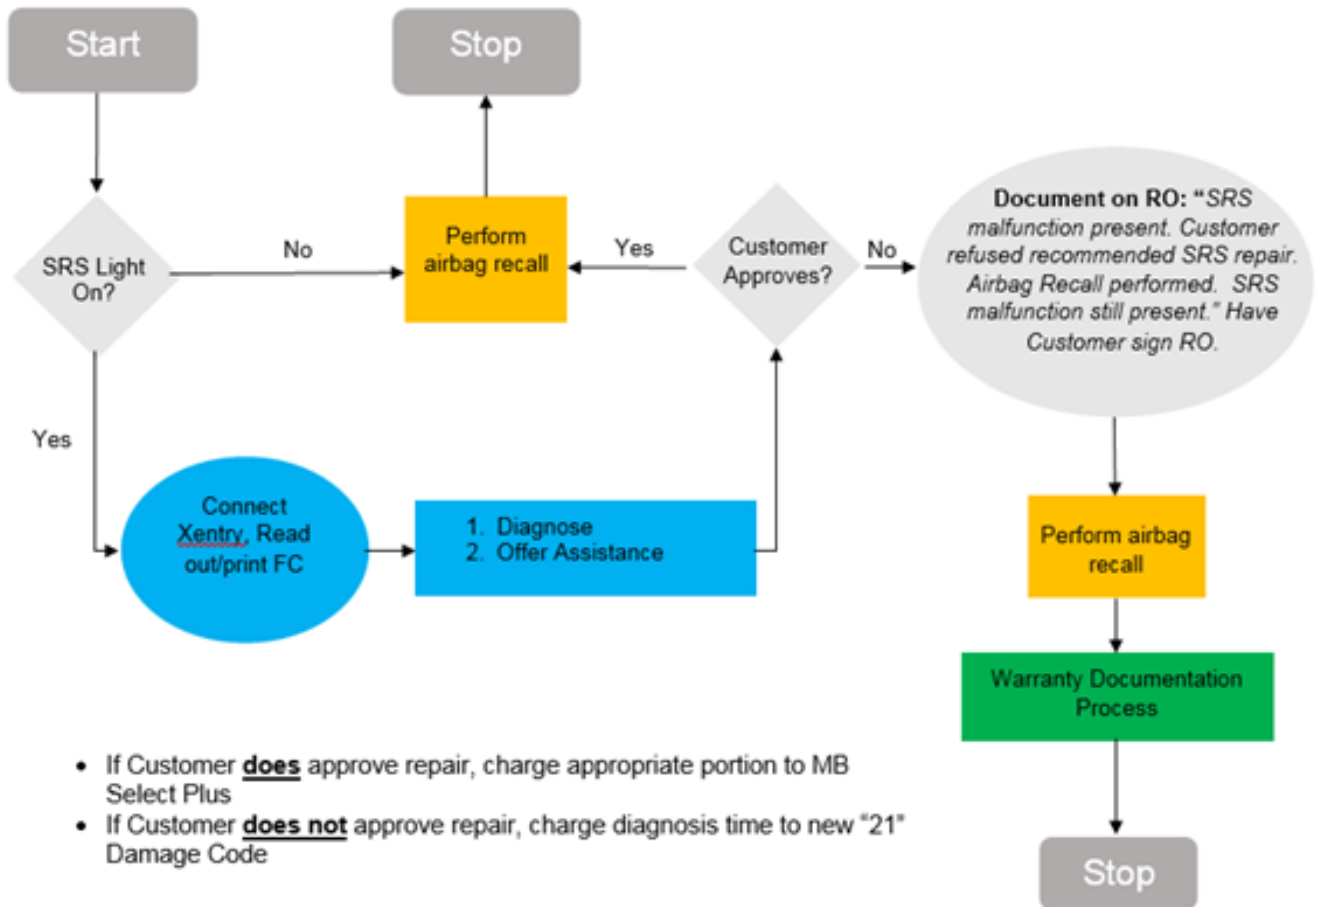 Start
Stop
SRS Light
On?
No
Perform
airbag recall
Yes
Customer
Approves?
No
Document on RO: “SRS
malfunction present. Customer
refused recommended SRS repair.
Airbag Recall performed.  SRS
malfunction still present.” Have
Customer sign RO.
Yes
Connect
Xentry, Read
out/print FC
1. Diagnose
2. Offer Assistance
Perform airbag
recall
Warranty Documentation
Process
Stop
• If Customer does approve repair, charge appropriate portion to MB
Select Plus
• If Customer does not approve repair, charge diagnosis time to new “21”
Damage Code